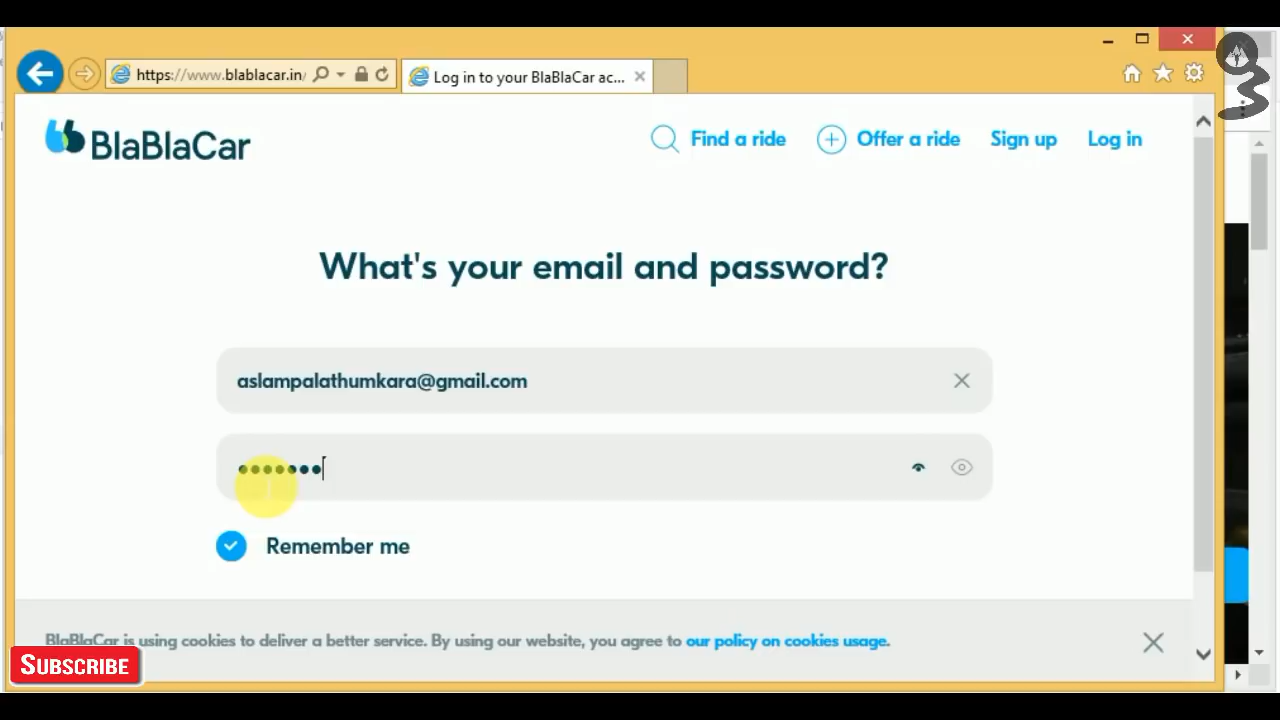 https://www.blablacar.in/
Log in to your BlaBlaCar ac...
BlaBlaCar
Find a ride
Offer a ride
Sign up
Log in
What's your email and password?
aslampalathumkara@gmail.com
•••••••
Remember me
BlaBlaCar is using cookies to deliver a better service. By using our website, you agree to our policy on cookies usage.
SUBSCRIBE